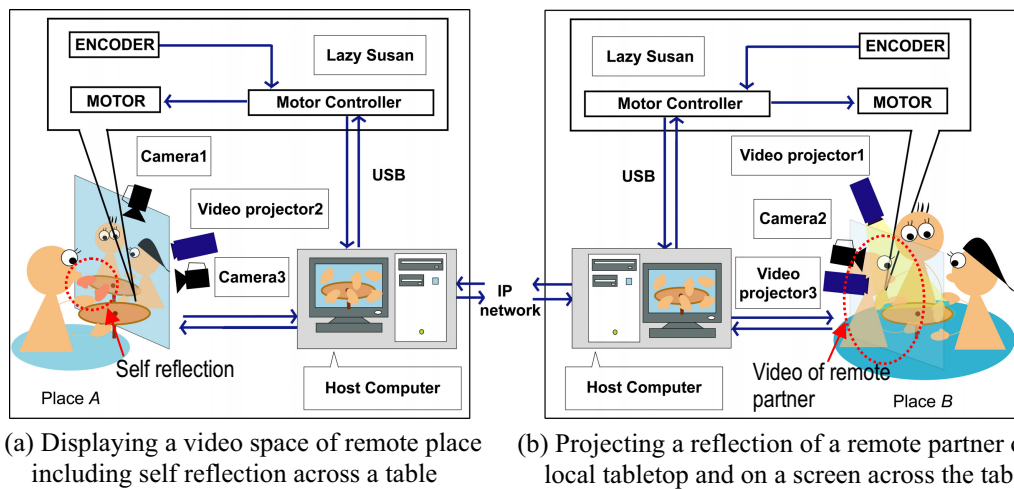 ENCODER
Lazy Susan
MOTOR
Motor Controller
Camera1
USB
Video projector2
Camera3
Self reflection
Place A
Host Computer
IP
network
ENCODER
Lazy Susan
Motor Controller
MOTOR
Video projector1
USB
Camera2
Video
projector3
Host Computer
Video of remote
partner
Place B
(a) Displaying a video space of remote place
including self reflection across a table
(b) Projecting a reflection of a remote partner
local tabletop and on a screen across the